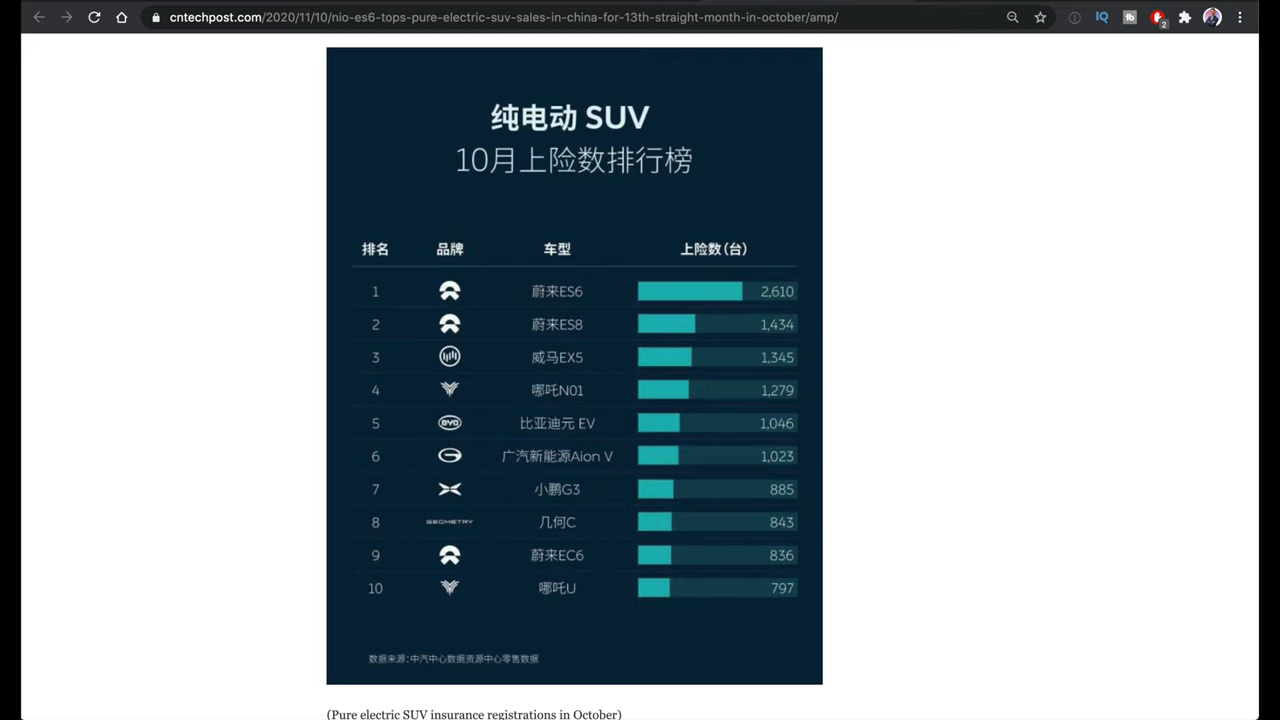 cntechpost.com/2020/11/10/nio-es6-tops-pure-electric-suv-sales-in-china-for-13th-straight-month-in-october/amp/
IQ
tb
2
纯电动 SUV
10月上险数排行榜
排名 品牌 车型 上险数(台)
1 蔚来ES6 2,610
2 蔚来ES8 1,434
3 威马EX5 1,345
4 哪吒N01 1,279
5 BYD 比亚迪元 EV 1,046
6 广汽新能源Aion V 1,023
7 小鹏G3 885
8 GEOMETRY 几何C 843
9 蔚来EC6 836
10 哪吒U 797
数据来源:中汽中心数据资源中心零售数据
(Pure electric SUV insurance registrations in October)